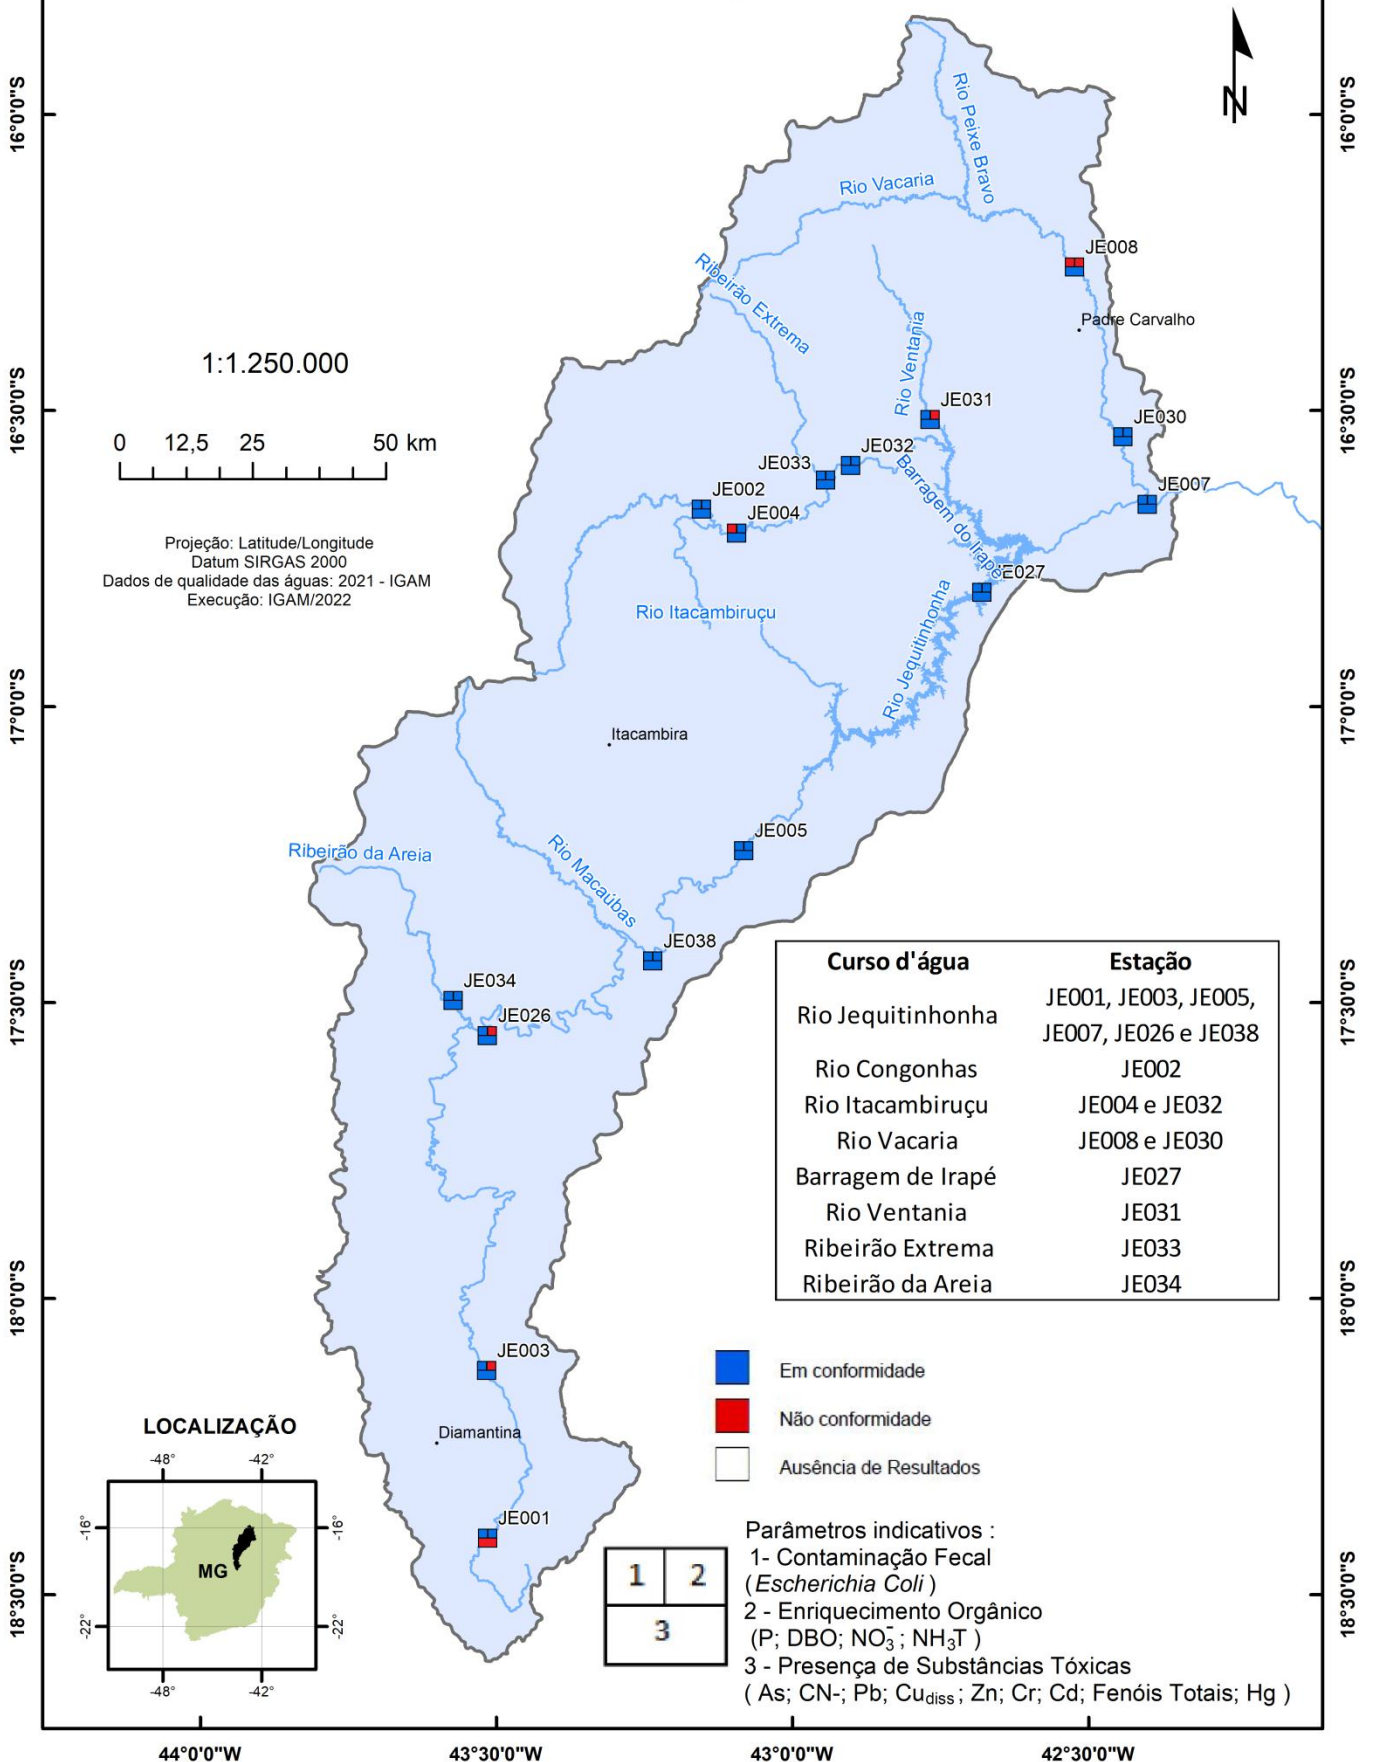 16°0'0"S
16°0'0"S
N
Rio Peixe Bravo
Rio Vacaria
JE008
Ribeirão Extrema
Padre Carvalho
Rio Ventania
1:1.250.000
16°30'0"S
16°30'0"S
JE031
JE030
0 12,5 25 50 km
JE032
JE033
Barragem do Irapé
JE007
JE002
JE004
Projeção: Latitude/Longitude
Datum SIRGAS 2000
Dados de qualidade das águas: 2021 - IGAM
Execução: IGAM/2022
JE027
Rio Itacambiruçu
Rio Jequitinhonha
17°0'0"S
17°0'0"S
Itacambira
JE005
Ribeirão da Areia
Rio Macaúbas
JE038
JE034
JE026
17°30'0"S
17°30'0"S
Curso d'água Estação
Rio Jequitinhonha JE001, JE003, JE005,
JE007, JE026 e JE038
Rio Congonhas JE002
Rio Itacambiruçu JE004 e JE032
Rio Vacaria JE008 e JE030
Barragem de Irapé JE027
Rio Ventania JE031
Ribeirão Extrema JE033
Ribeirão da Areia JE034
18°0'0"S
18°0'0"S
JE003
Em conformidade
Não conformidade
Ausência de Resultados
Diamantina
JE001
LOCALIZAÇÃO
-48° -42°
-16° -16°
MG
-22° -22°
-48° -42°
1 2
3
Parâmetros indicativos :
1- Contaminação Fecal
(Escherichia Coli )
2 - Enriquecimento Orgânico
(P; DBO; NO₃⁻; NH₃T )
3 - Presença de Substâncias Tóxicas
( As; CN-; Pb; Cudiss ; Zn; Cr; Cd; Fenóis Totais; Hg )
18°30'0"S
18°30'0"S
44°0'0"W 43°30'0"W 43°0'0"W 42°30'0"W